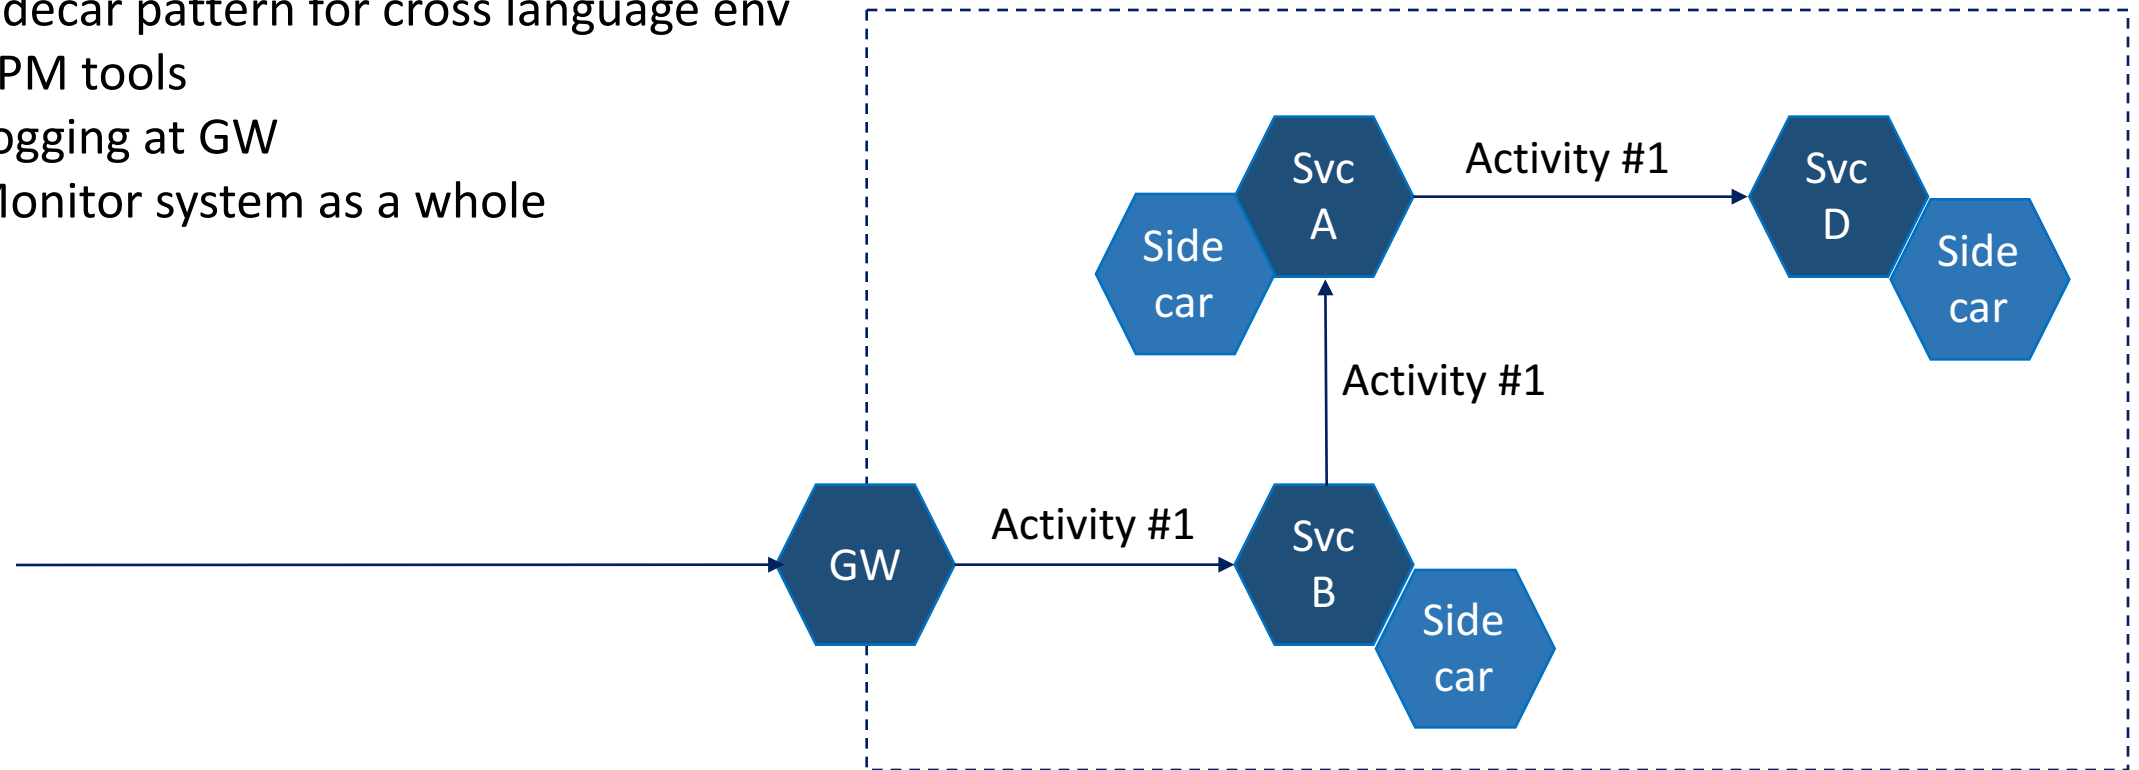 decar pattern for cross language env
PM tools
ogging at GW
onitor system as a whole
Svc
A
Activity #1
Svc
D
Side
car
Side
car
Activity #1
GW
Activity #1
Svc
B
Side
car